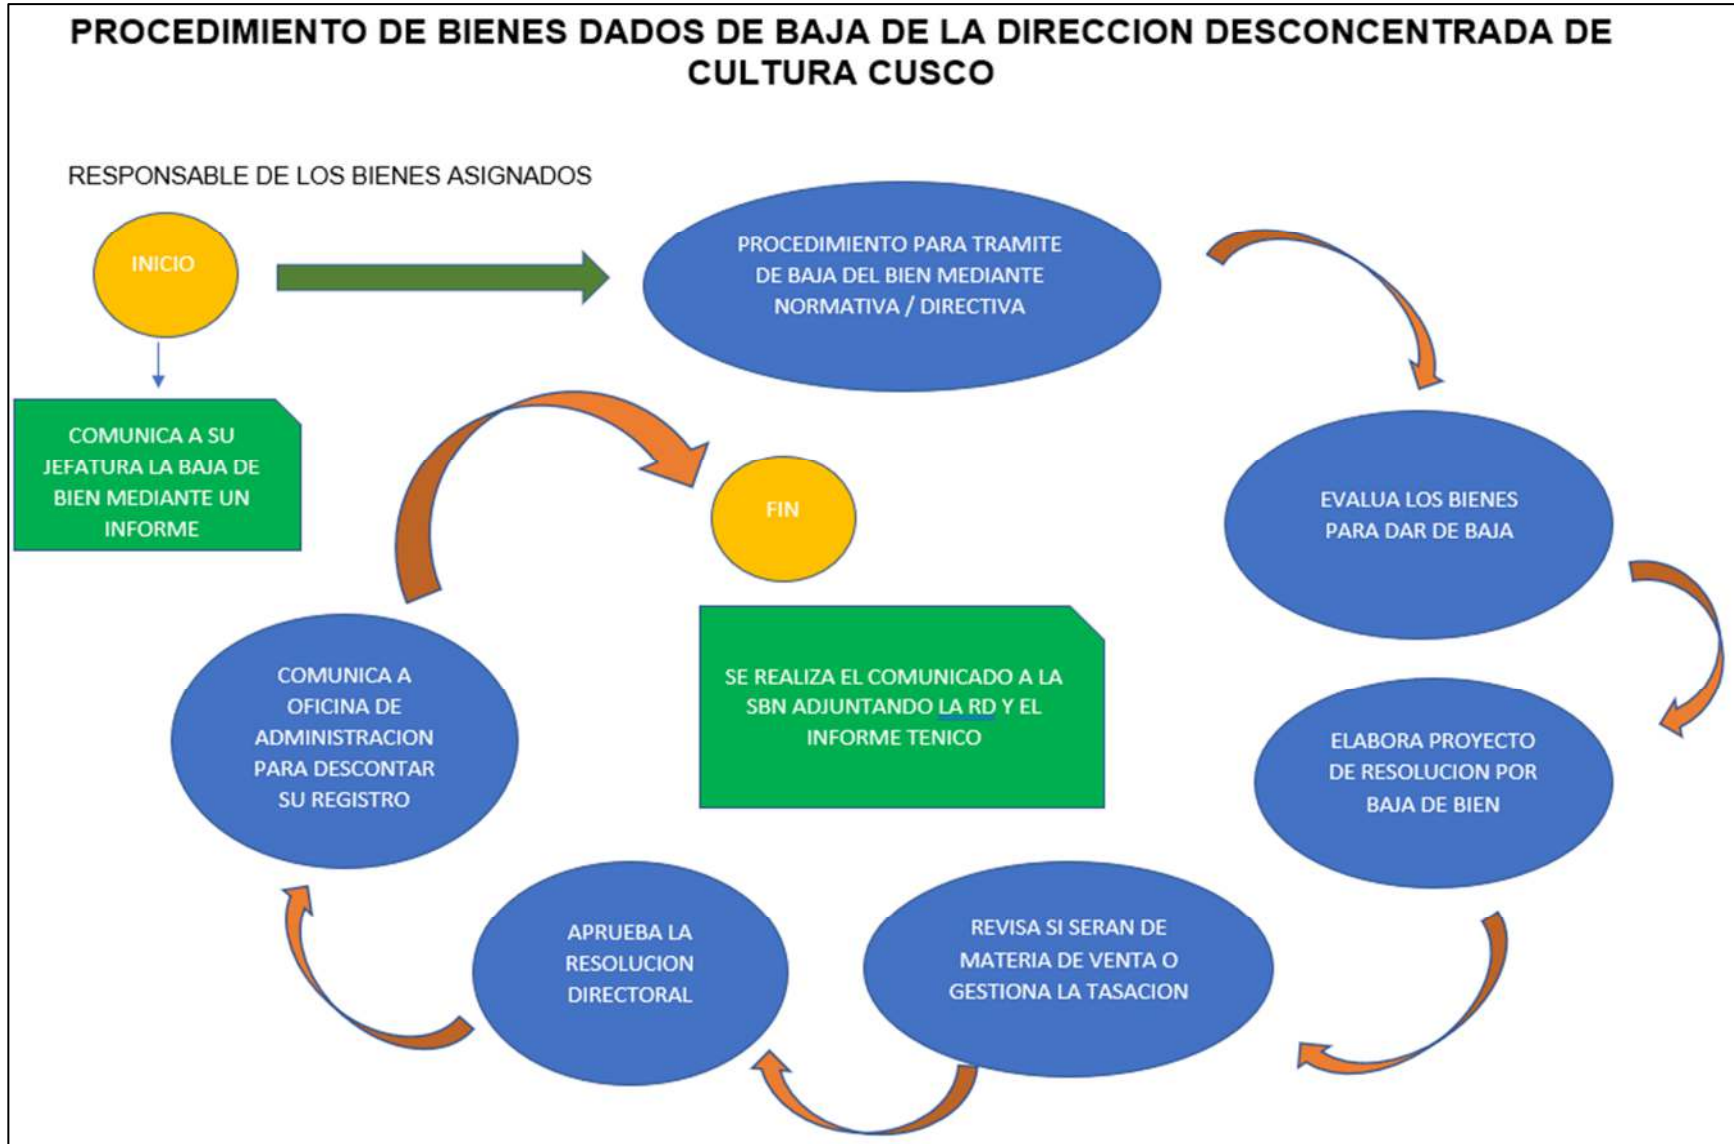 PROCEDIMIENTO DE BIENES DADOS DE BAJA DE LA DIRECCION DESCONCENTRADA DE
CULTURA CUSCO
RESPONSABLE DE LOS BIENES ASIGNADOS
INICIO
COMUNICA A SU
JEFATURA LA BAJA DE
BIEN MEDIANTE UN
INFORME
PROCEDIMIENTO PARA TRAMITE
DE BAJA DEL BIEN MEDIANTE
NORMATIVA / DIRECTIVA
EVALUA LOS BIENES
PARA DAR DE BAJA
ELABORA PROYECTO
DE RESOLUCION POR
BAJA DE BIEN
REVISA SI SERAN DE
MATERIA DE VENTA O
GESTIONA LA TASACION
APRUEBA LA
RESOLUCION
DIRECTORAL
COMUNICA A
OFICINA DE
ADMINISTRACION
PARA DESCONTAR
SU REGISTRO
FIN
SE REALIZA EL COMUNICADO A LA
SBN ADJUNTANDO LA RD Y EL
INFORME TENICO